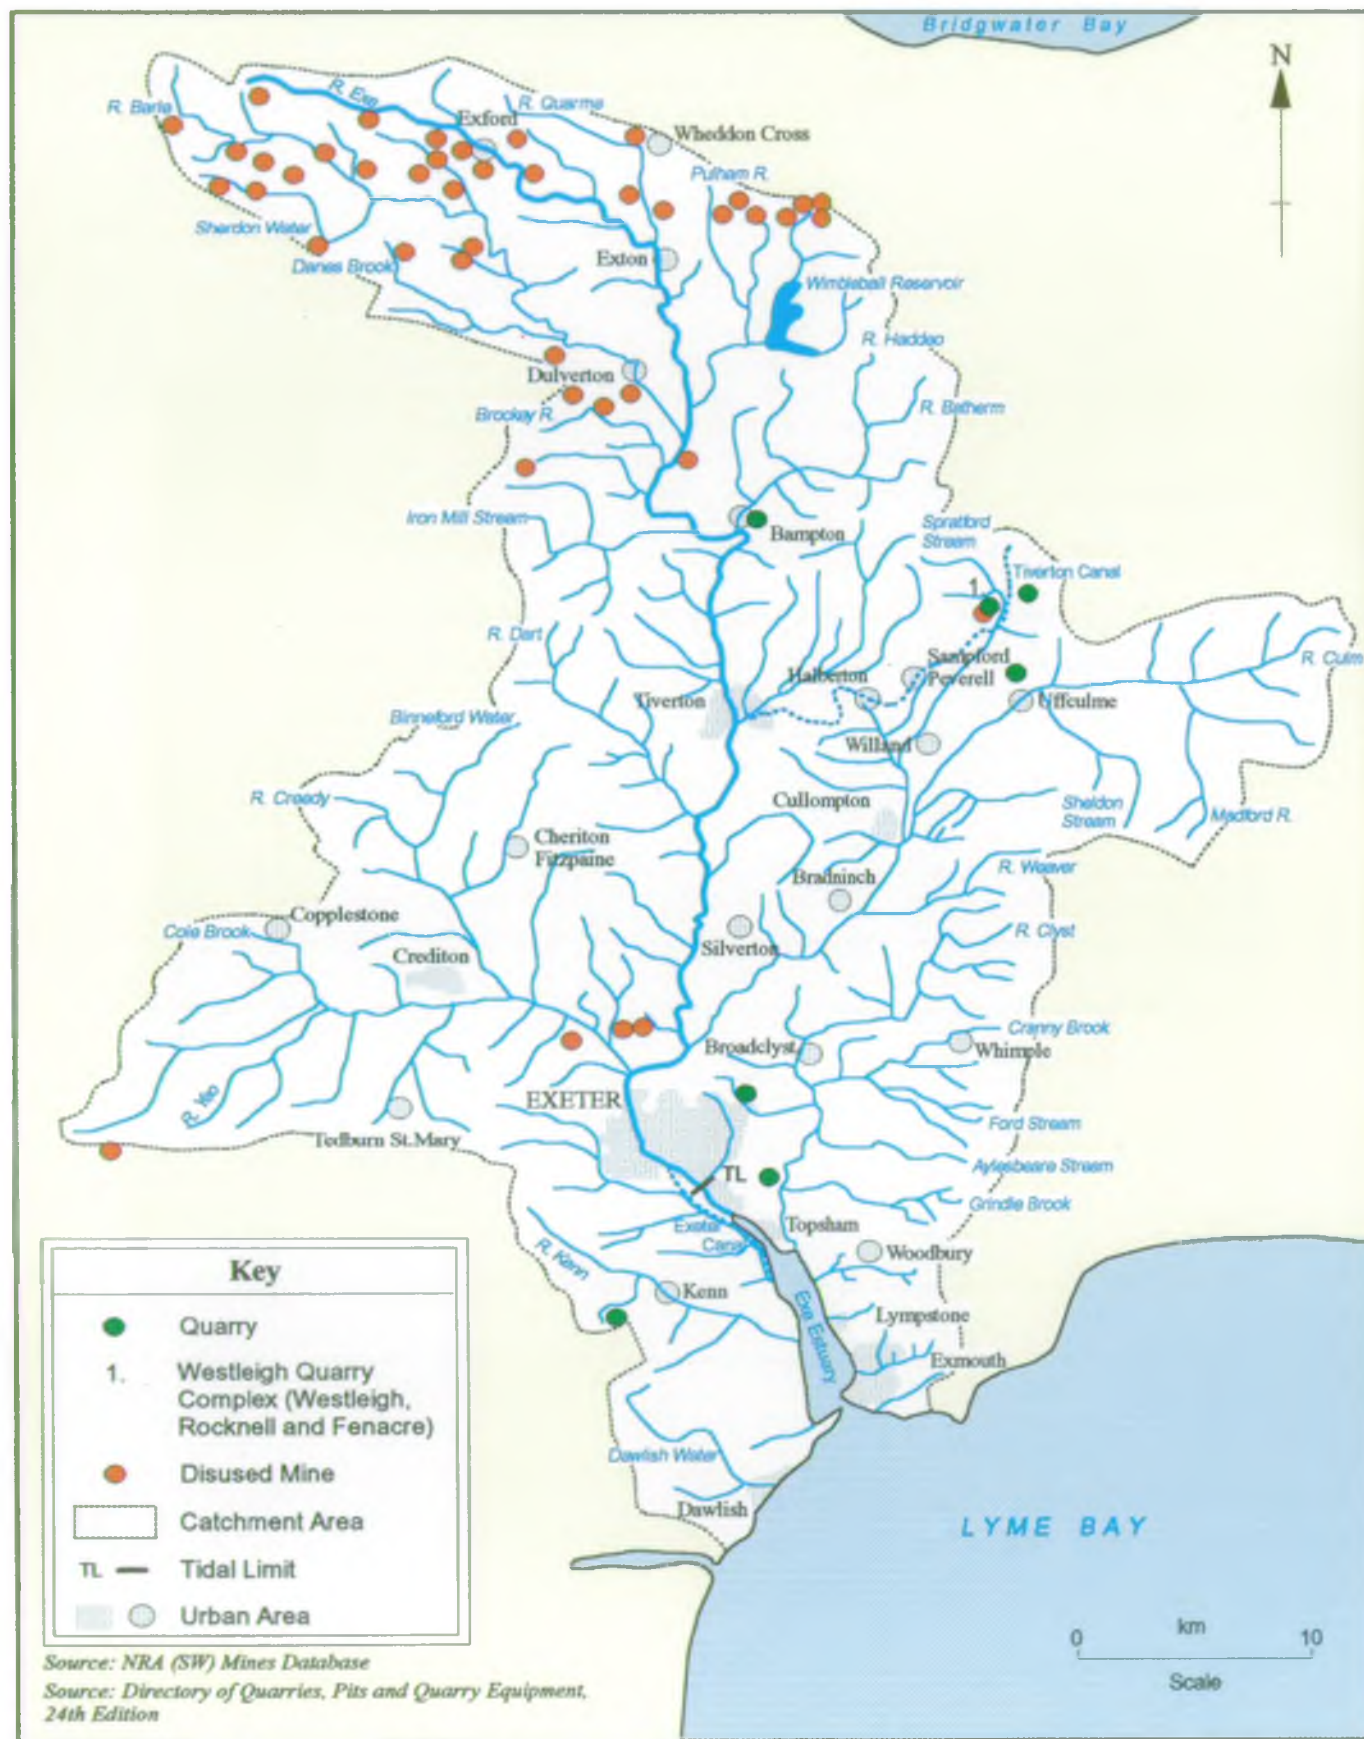 Bridgwater Bay
N
R. Barle
R. Exe
Exford
R. Quarme
Wheddon Cross
Pulham R.
Sherdon Water
Danes Brook
Exton
Wimbleball Reservoir
R. Haddeo
Dulverton
Brockey R.
R. Batherm
Iron Mill Stream
Bampton
Spratford
Stream
Tiverton Canal
1.
R. Dart
Sampford
Peverell
Halberton
R. Culm
Tiverton
Uffculme
Binneford Water
Willand
R. Creedy
Cullompton
Sheldon
Stream
Madford R.
Cheriton
Fitzpaine
R. Weaver
Bradninch
Copplestone
Cole Brook
R. Clyst
Silverton
Crediton
Cranny Brook
Whimple
Broadclyst
R. Yeo
EXETER
Ford Stream
Tedburn St.Mary
Aylesbeare Stream
TL
Grindle Brook
Exeter
Canal
Topsham
R. Kenn
Woodbury
Kenn
Exe Estuary
Lympstone
Exmouth
Dawlish Water
Dawlish
LYME BAY
Key
Quarry
1. Westleigh Quarry
Complex (Westleigh,
Rocknell and Fenacre)
Disused Mine
Catchment Area
TL Tidal Limit
Urban Area
km
0 10
Scale
Source: NRA (SW) Mines Database
Source: Directory of Quarries, Pits and Quarry Equipment,
24th Edition